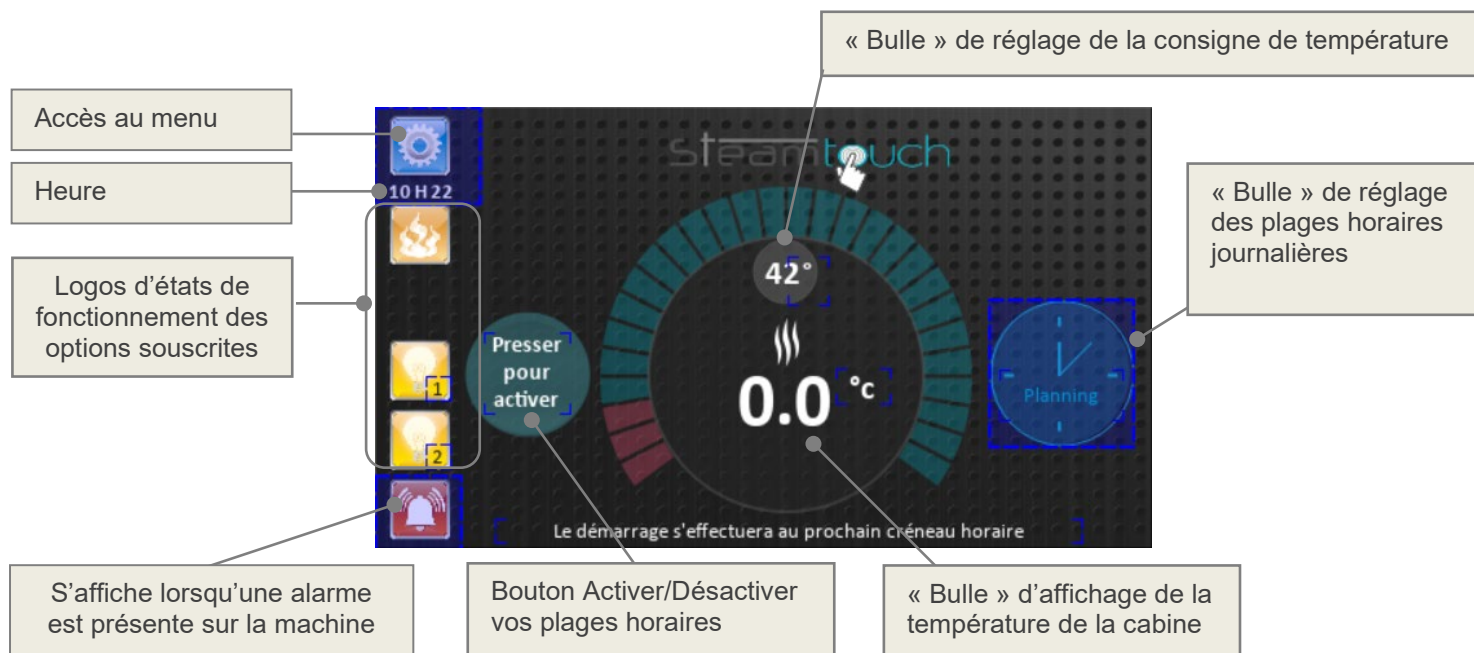 « Bulle » de réglage de la consigne de température
Accès au menu
Heure
Logos d’états de
fonctionnement des
options souscrites
« Bulle » de réglage
des plages horaires
journalières
steamtouch
10 H 22
42°
Presser
pour
activer
0.0 °c
Planning
1
2
Le démarrage s'effectuera au prochain créneau horaire
S’affiche lorsqu’une alarme
est présente sur la machine
Bouton Activer/Désactiver
vos plages horaires
« Bulle » d’affichage de la
température de la cabine